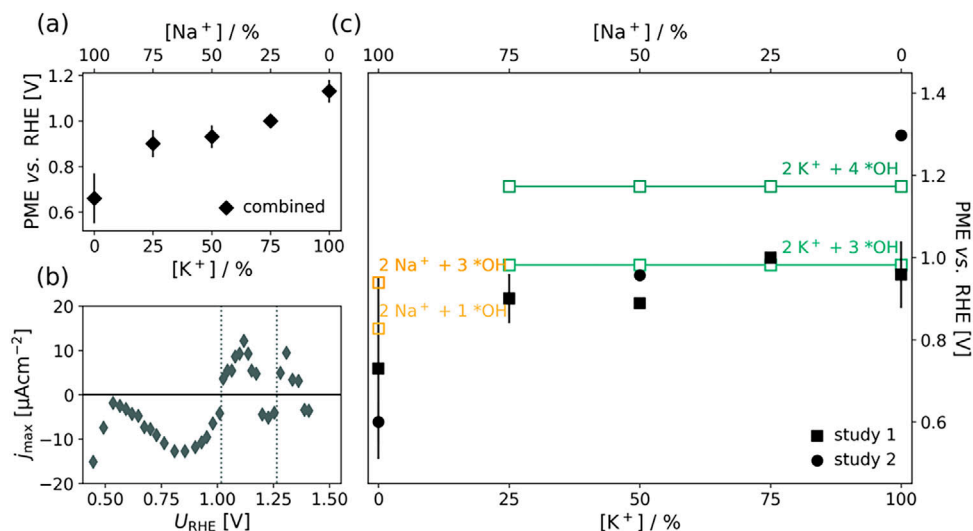 (a)
[Na⁺] / %
100 75 50 25 0
PME vs. RHE [V]
1.2
1.0
0.8
0.6
combined
0 25 50 75 100
[K⁺] / %
(b)
j_max [µAcm⁻²]
20
10
0
−10
−20
0.50 0.75 1.00 1.25 1.50
U_RHE [V]
(c)
[Na⁺] / %
100 75 50 25 0
1.4
1.2
1.0
0.8
0.6
PME vs. RHE [V]
2 K⁺ + 4 *OH
2 K⁺ + 3 *OH
2 Na⁺ + 3 *OH
2 Na⁺ + 1 *OH
study 1
study 2
0 25 50 75 100
[K⁺] / %